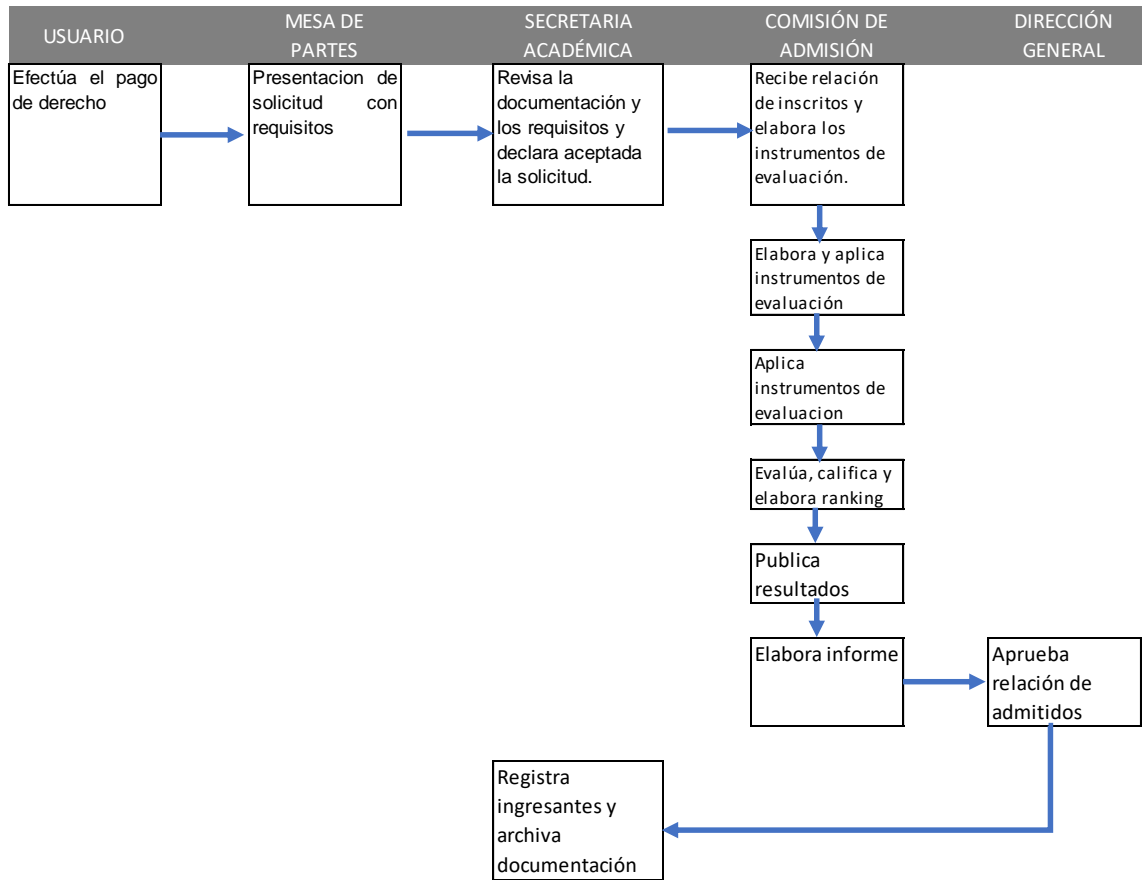 USUARIO
MESA DE
PARTES
SECRETARIA
ACADÉMICA
COMISIÓN DE
ADMISIÓN
DIRECCIÓN
GENERAL
Efectúa el pago
de derecho
Presentacion de
solicitud con
requisitos
Revisa la
documentación y
los requisitos y
declara aceptada
la solicitud.
Recibe relación
de inscritos y
elabora los
instrumentos de
evaluación.
Elabora y aplica
instrumentos de
evaluación
Aplica
instrumentos de
evaluacion
Evalúa, califica y
elabora ranking
Publica
resultados
Elabora informe
Aprueba
relación de
admitidos
Registra
ingresantes y
archiva
documentación